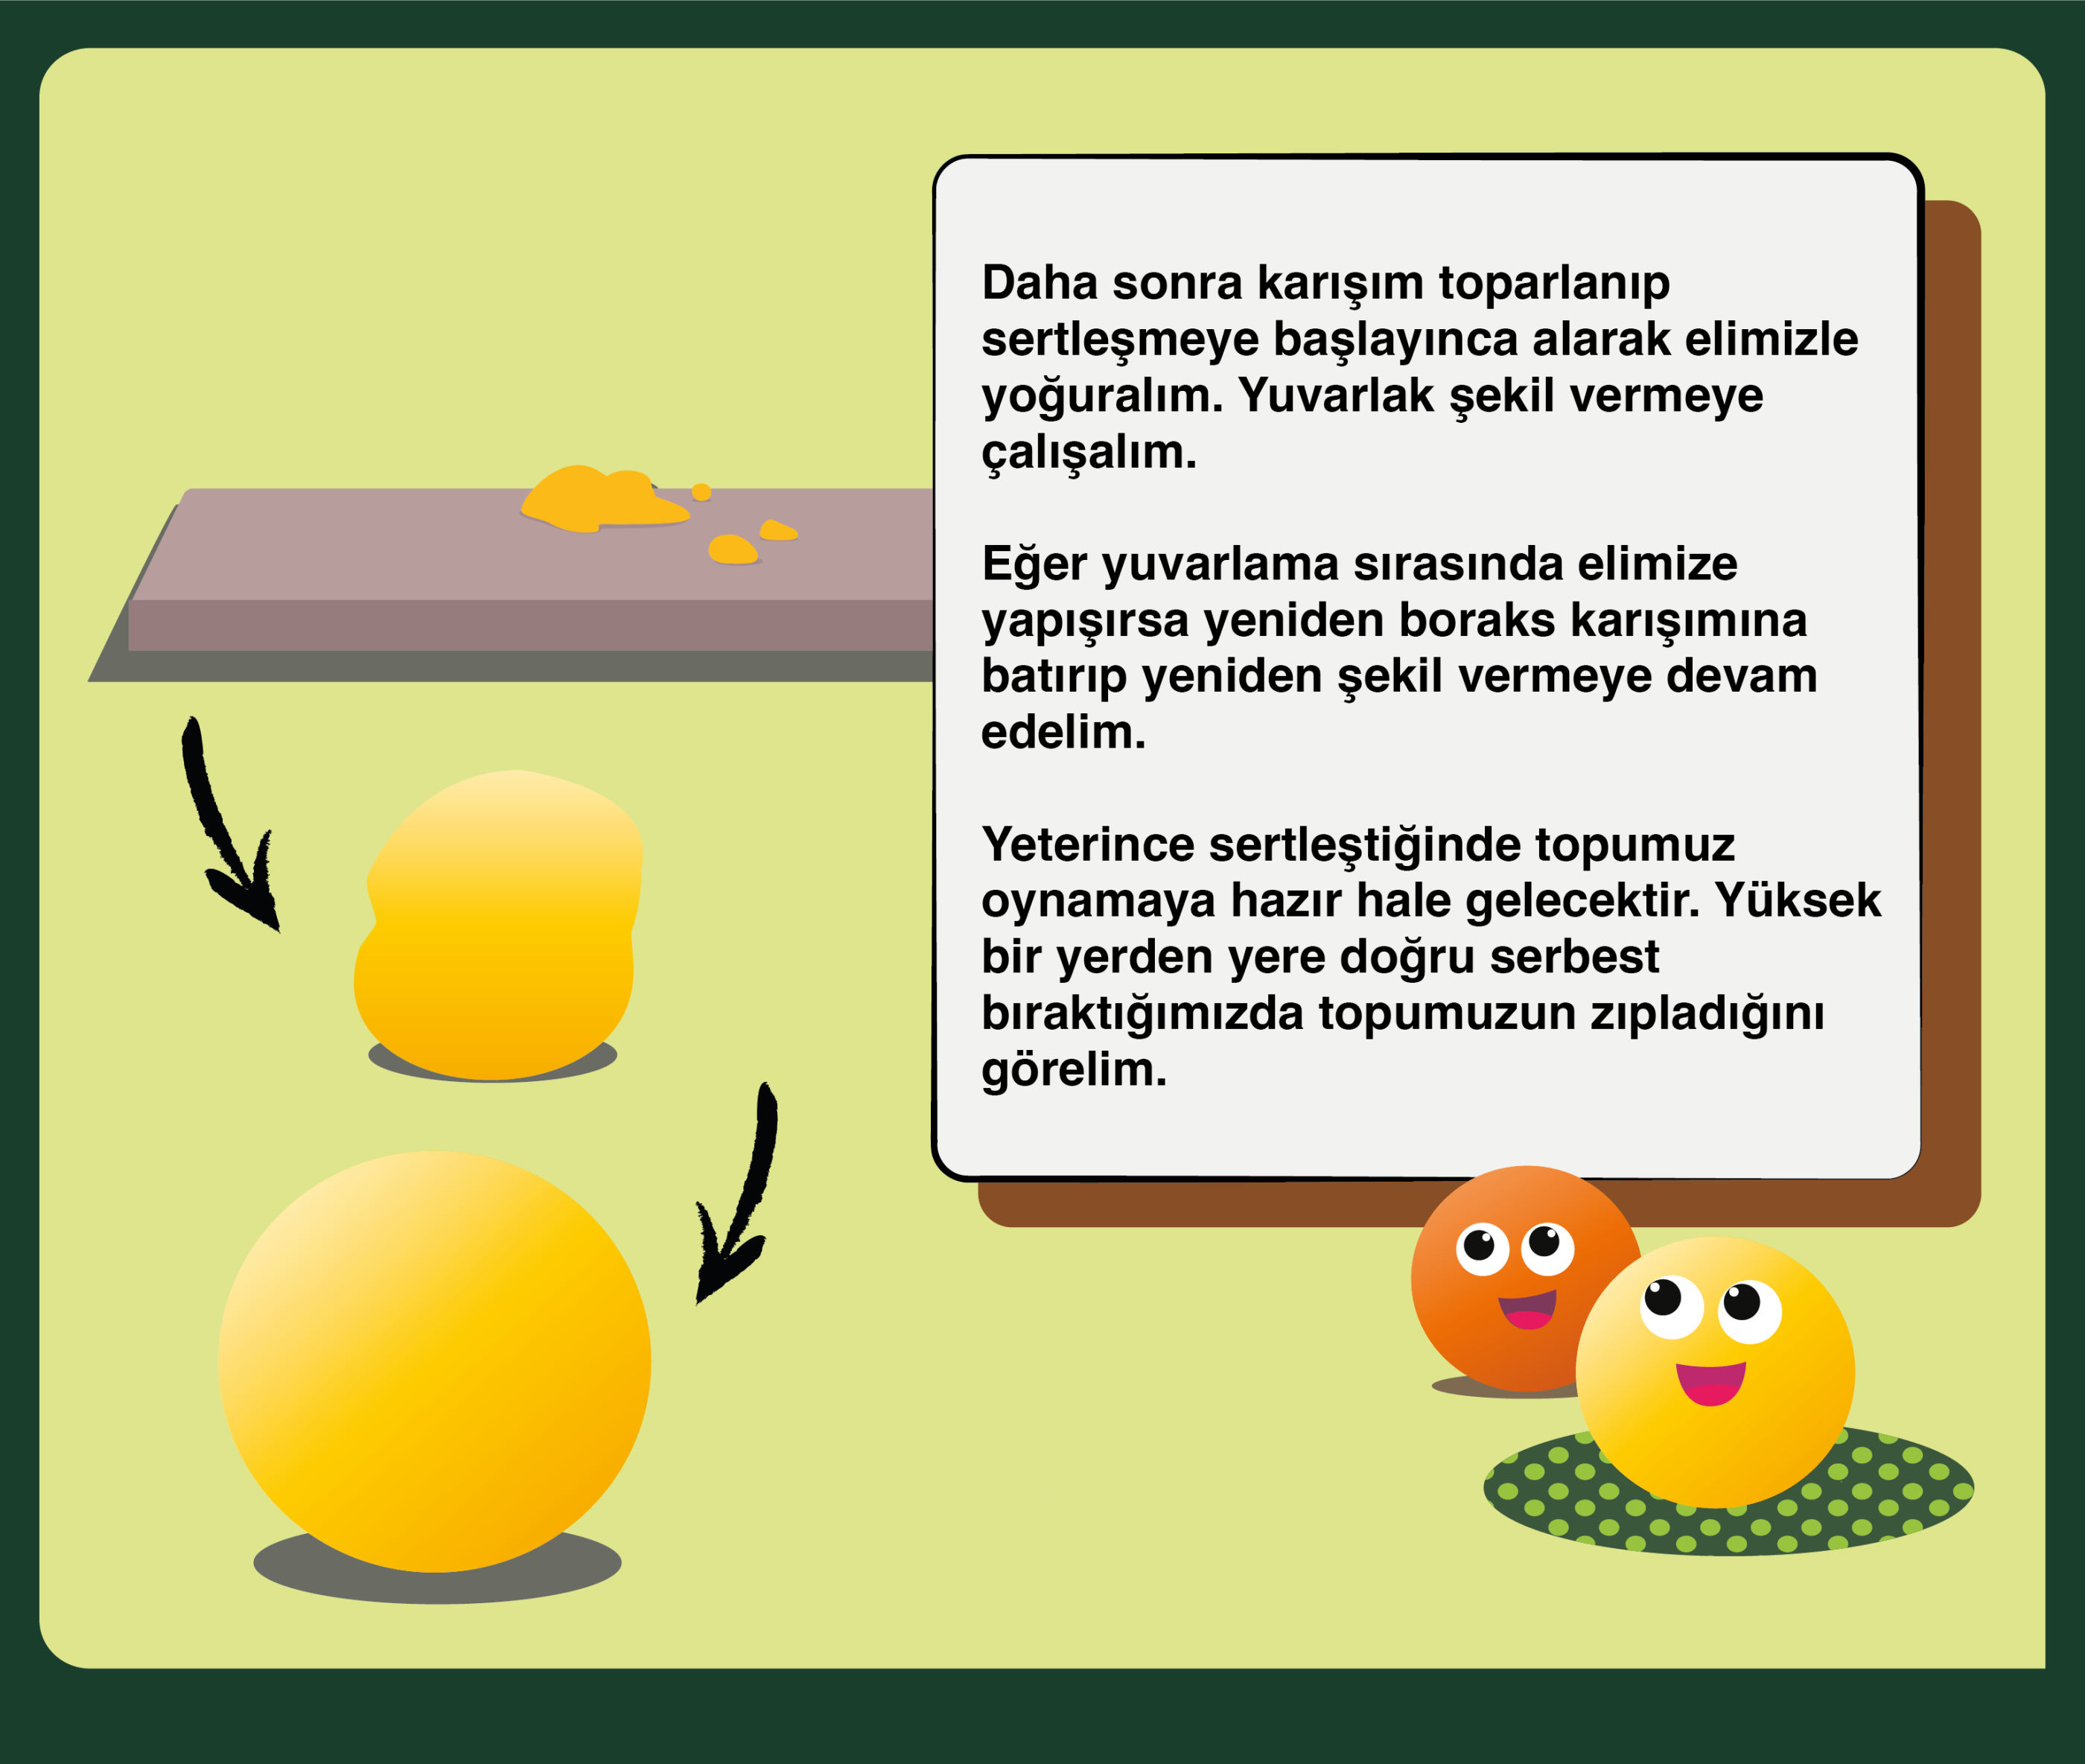 Daha sonra karışım toparlanıp
sertleşmeye başlayınca alarak elimizle
yoğuralım. Yuvarlak şekil vermeye
çalışalım.
Eğer yuvarlama sırasında elimize
yapışırsa yeniden boraks karışımına
batırıp yeniden şekil vermeye devam
edelim.
Yeterince sertleştiğinde topumuz
oynamaya hazır hale gelecektir. Yüksek
bir yerden yere doğru serbest
bıraktığımızda topumuzun zıpladığını
görelim.